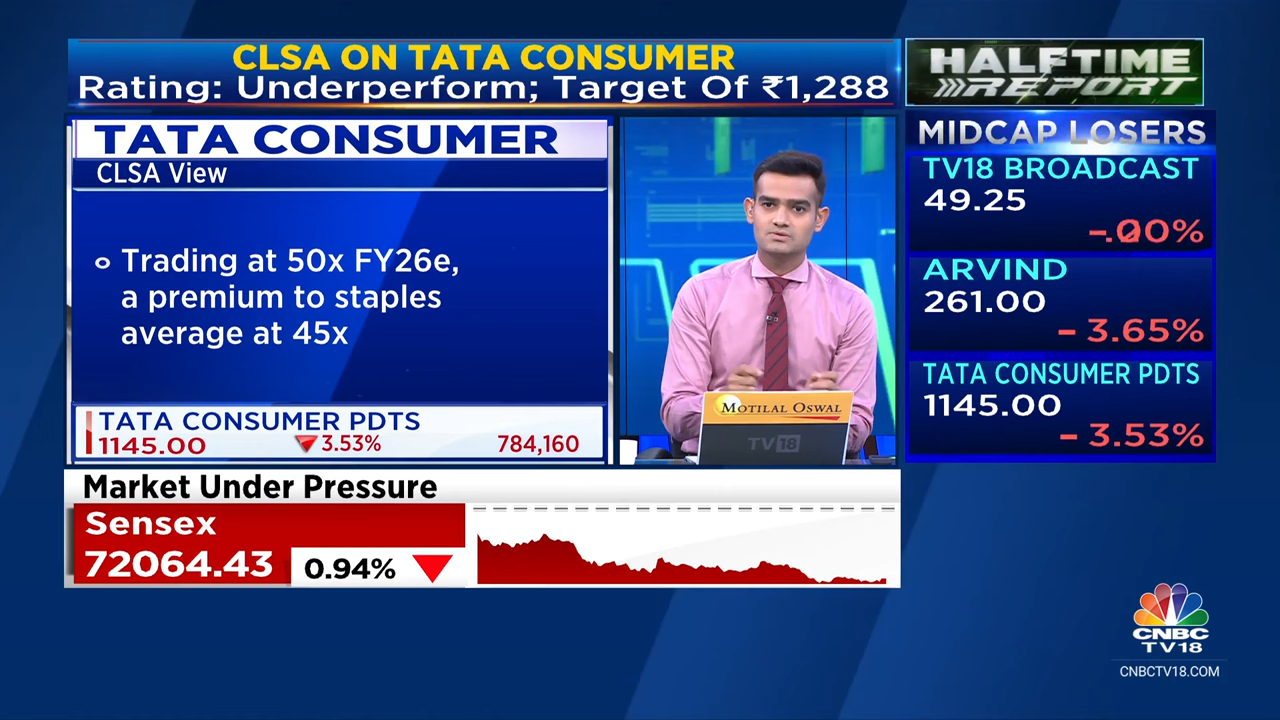 CLSA ON TATA CONSUMER
Rating: Underperform; Target Of ₹1,288
HALFTIME
REPORT
TATA CONSUMER
CLSA View
Trading at 50x FY26e,
a premium to staples
average at 45x
TATA CONSUMER PDTS
1145.00 3.53% 784,160
MOTILAL OSWAL
TV18
MIDCAP LOSERS
TV18 BROADCAST
49.25
ARVIND
261.00
– 3.65%
TATA CONSUMER PDTS
1145.00
– 3.53%
Market Under Pressure
Sensex
72064.43 0.94%
CNBC
TV18
CNBCTV18.COM